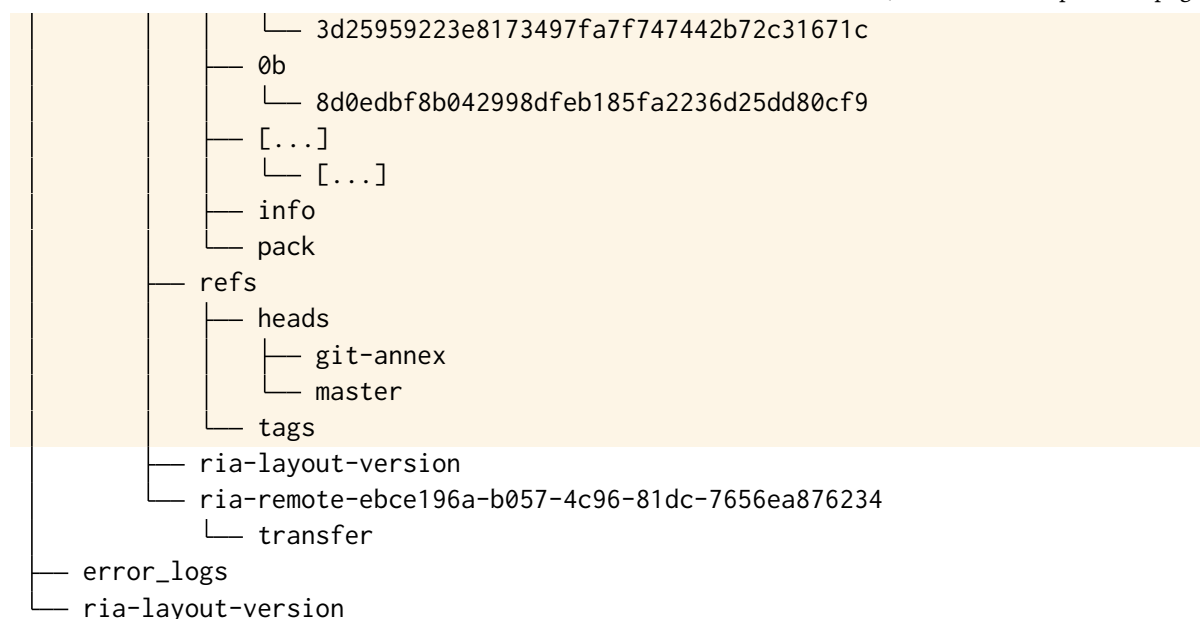 │       │   │   └── 3d25959223e8173497fa7f747442b72c31671c
│       │   ├── 0b
│       │   │   └── 8d0edbf8b042998dfeb185fa2236d25dd80cf9
│       │   ├── [...]
│       │   │   └── [...]
│       │   ├── info
│       │   └── pack
│       ├── refs
│       │   ├── heads
│       │   │   ├── git-annex
│       │   │   └── master
│       │   └── tags
│       ├── ria-layout-version
│       └── ria-remote-ebce196a-b057-4c96-81dc-7656ea876234
│           └── transfer
├── error_logs
└── ria-layout-version